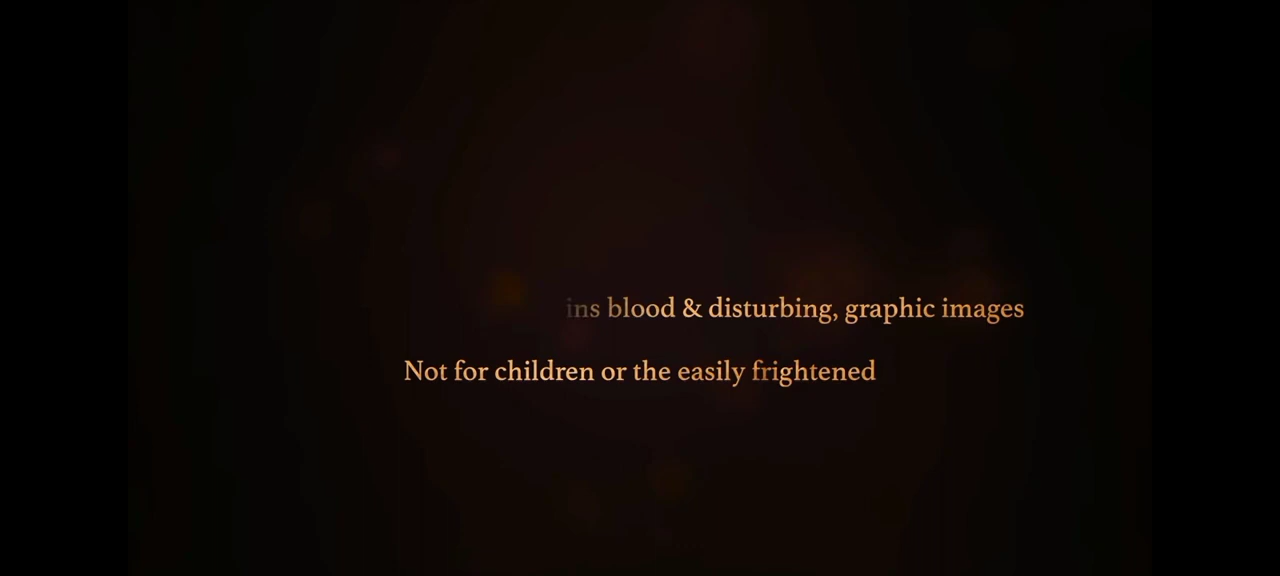 ins blood & disturbing, graphic images
Not for children or the easily frightened